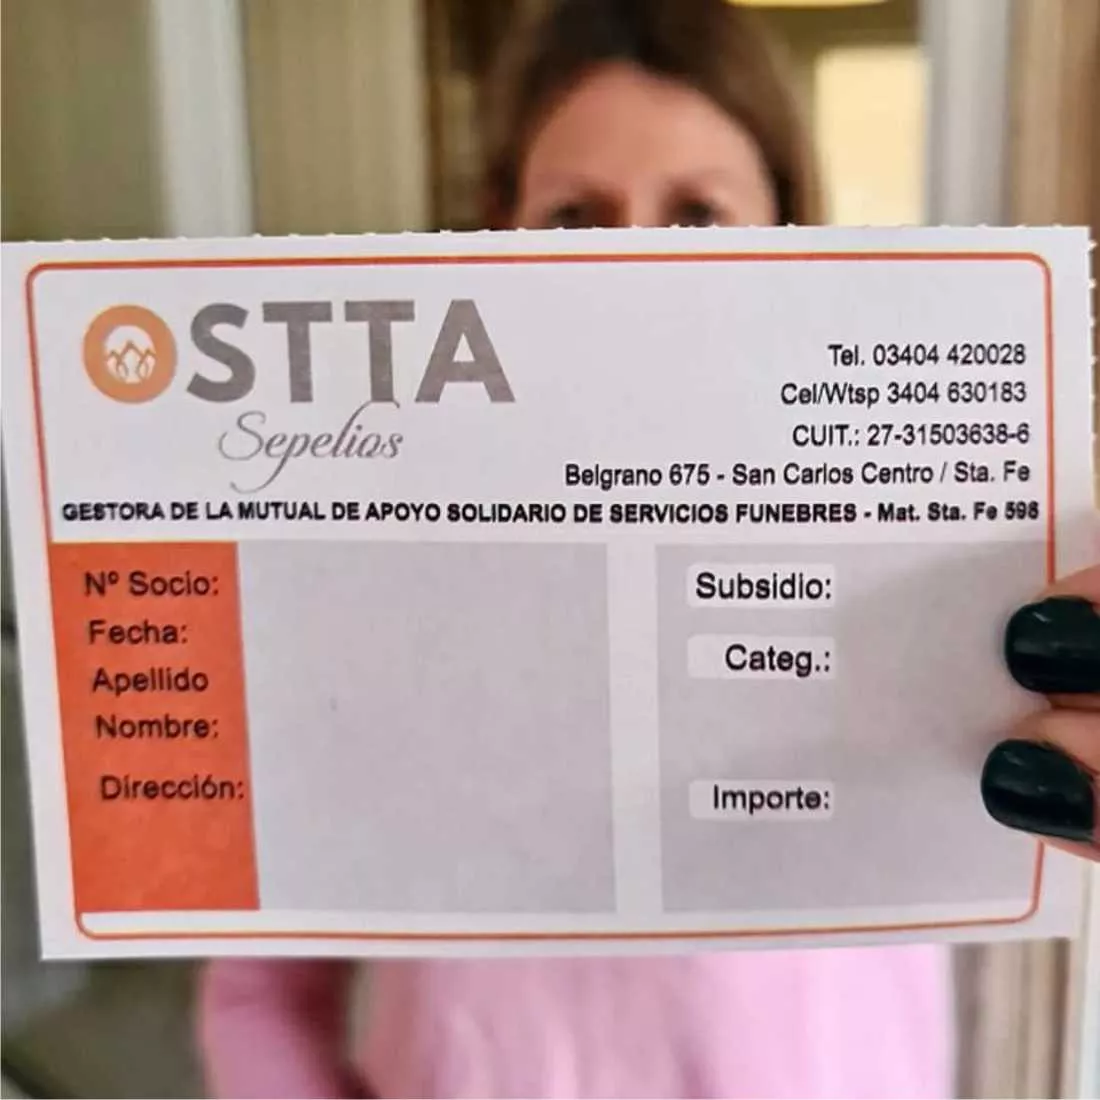 OSTTA
Sepelios
Tel. 03404 420028
Cel/Wtsp 3404 630183
CUIT.: 27-31503638-6
Belgrano 675 - San Carlos Centro / Sta. Fe
GESTORA DE LA MUTUAL DE APOYO SOLIDARIO DE SERVICIOS FUNEBRES - Mat. Sta. Fe 598
Nº Socio:
Fecha:
Apellido
Nombre:
Dirección:
Subsidio:
Categ.:
Importe: